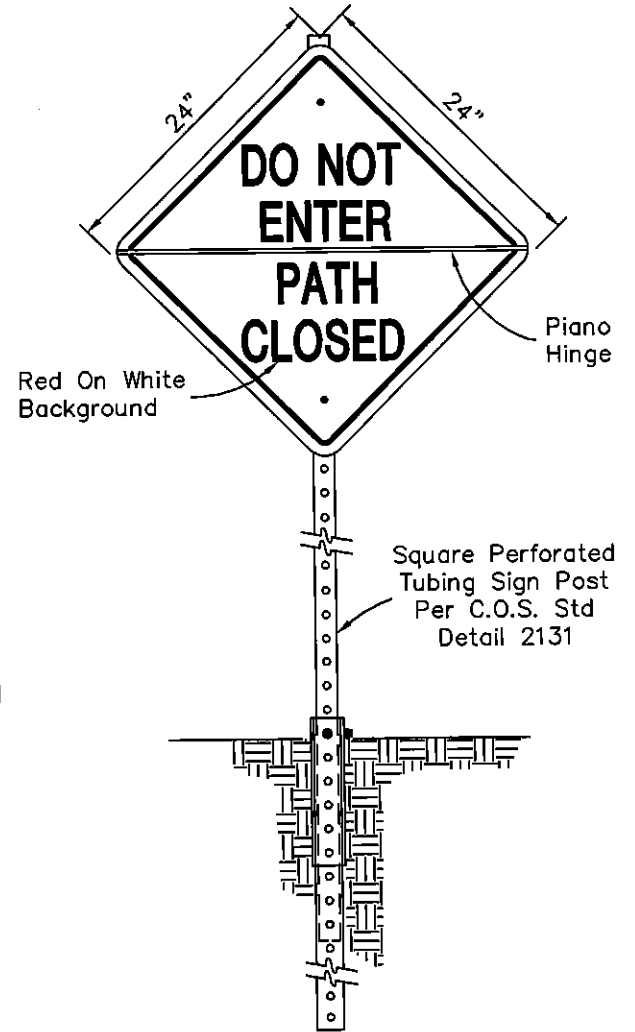 24"
24"
DO NOT
ENTER
PATH
CLOSED
Piano
Hinge
Red On White
Background
Square Perforated
Tubing Sign Post
Per C.O.S. Std
Detail 2131